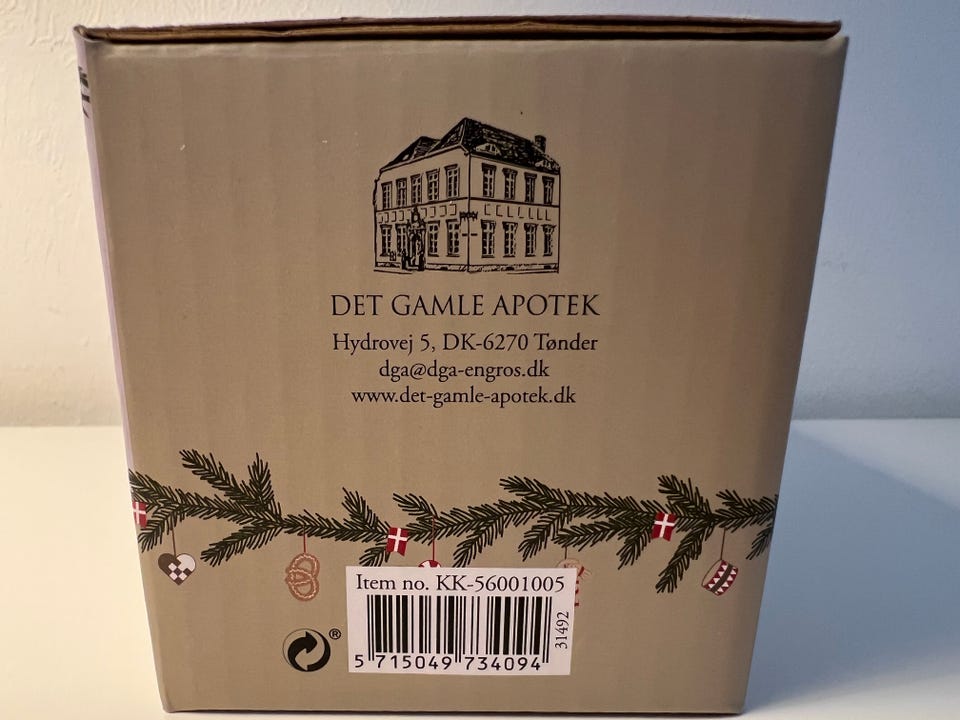 DET GAMLE APOTEK
Hydrovej 5, DK-6270 Tønder
dga@dga-engros.dk
www.det-gamle-apotek.dk
Item no. KK-56001005
31492
5 715049 734094
®